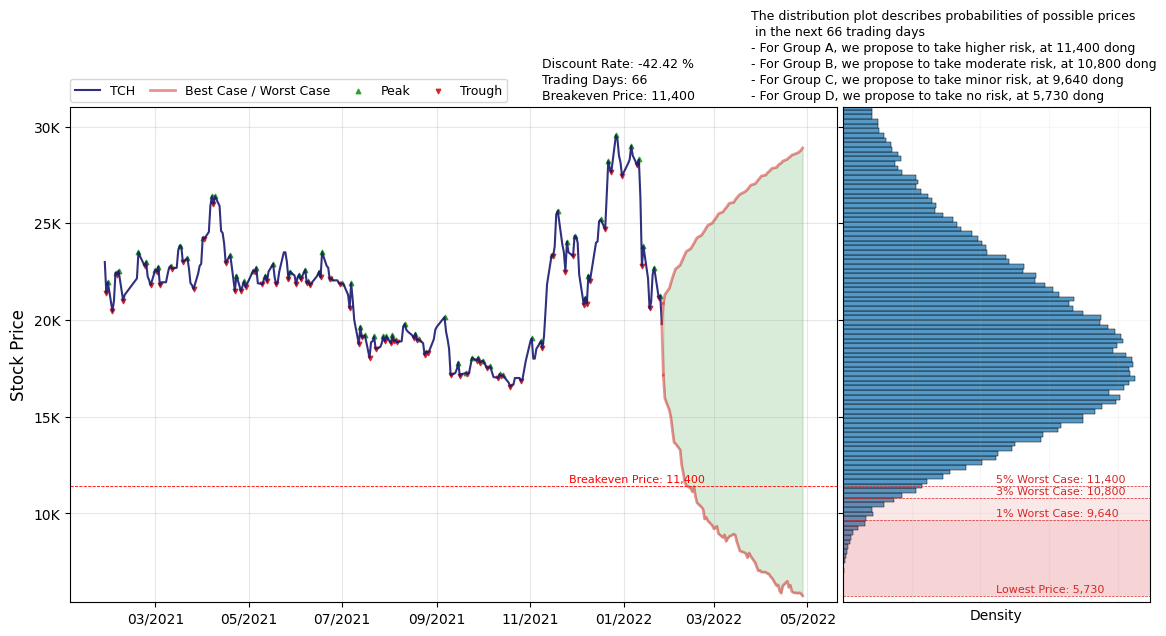 The distribution plot describes probabilities of possible prices
in the next 66 trading days
- For Group A, we propose to take higher risk, at 11,400 dong
- For Group B, we propose to take moderate risk, at 10,800 dong
- For Group C, we propose to take minor risk, at 9,640 dong
- For Group D, we propose to take no risk, at 5,730 dong
Discount Rate: -42.42 %
Trading Days: 66
Breakeven Price: 11,400
TCH
Best Case / Worst Case
Peak
Trough
Stock Price
30K
25K
20K
15K
10K
Breakeven Price: 11,400
5% Worst Case: 11,400
3% Worst Case: 10,800
1% Worst Case: 9,640
Lowest Price: 5,730
03/2021
05/2021
07/2021
09/2021
11/2021
01/2022
03/2022
05/2022
Density